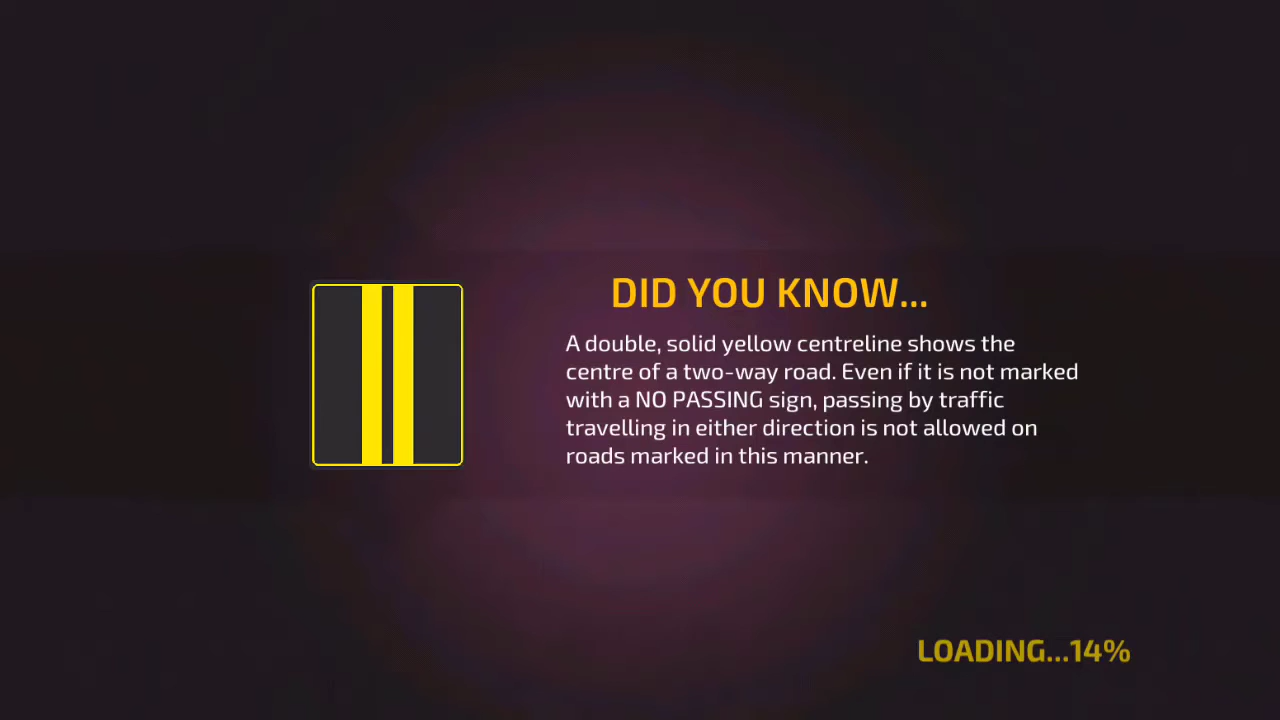 DID YOU KNOW...
A double, solid yellow centreline shows the
centre of a two-way road. Even if it is not marked
with a NO PASSING sign, passing by traffic
travelling in either direction is not allowed on
roads marked in this manner.
LOADING...14%